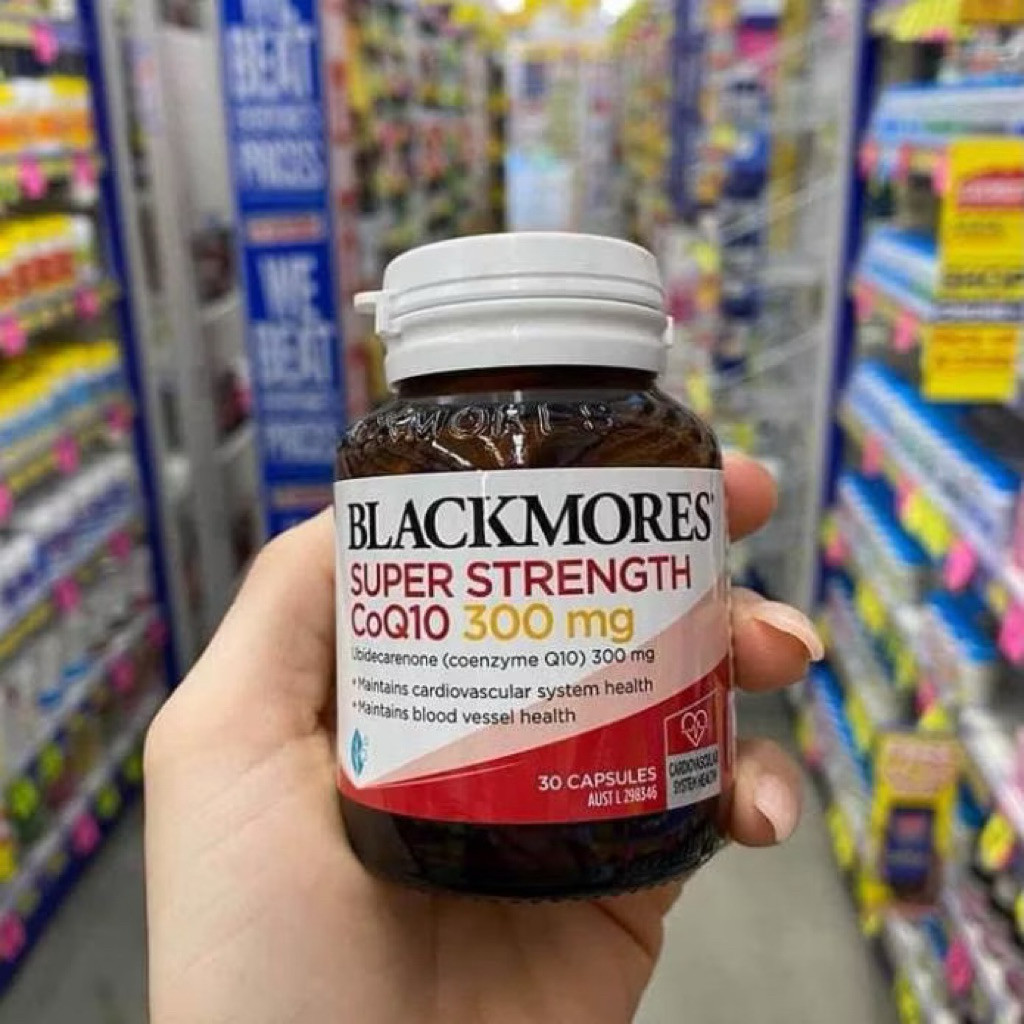 WE
BEAT
PRICES
WE
BEAT
BLACKMORES
SUPER STRENGTH
CoQ10 300 mg
Ubidecarenone (coenzyme Q10) 300 mg
• Maintains cardiovascular system health
• Maintains blood vessel health
30 CAPSULES
AUST L 298346
CARDIOVASCULAR
SYSTEM HEALTH